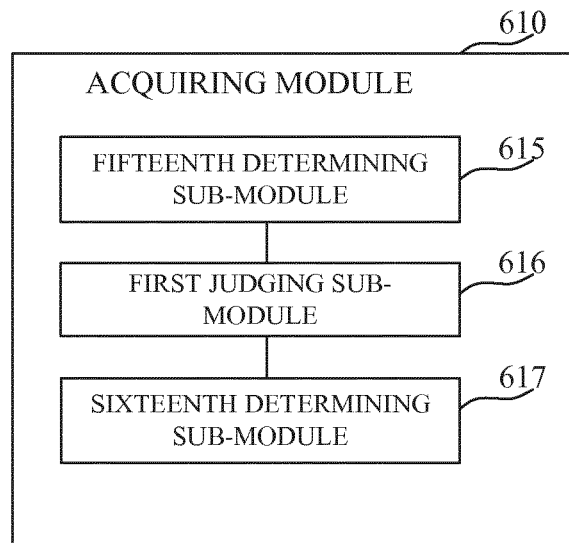 610
ACQUIRING MODULE
FIFTEENTH DETERMINING
SUB-MODULE
615
FIRST JUDGING SUB-
MODULE
616
SIXTEENTH DETERMINING
SUB-MODULE
617